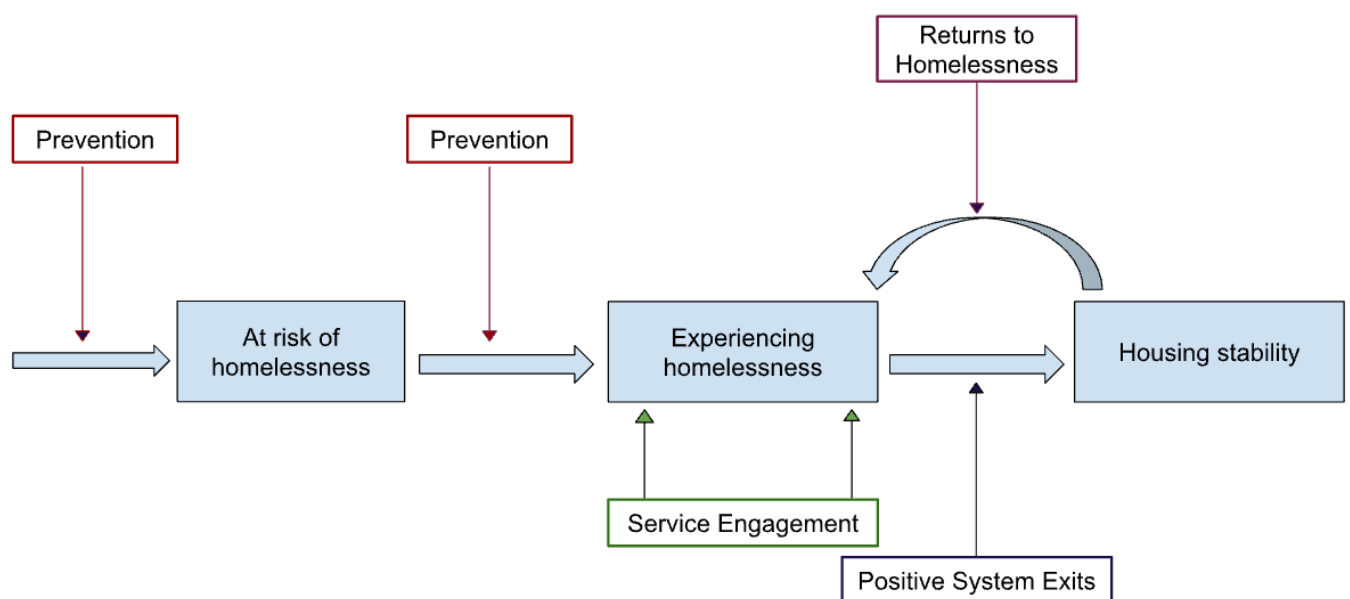 Returns to
Homelessness
Prevention
Prevention
At risk of
homelessness
Experiencing
homelessness
Housing stability
Service Engagement
Positive System Exits